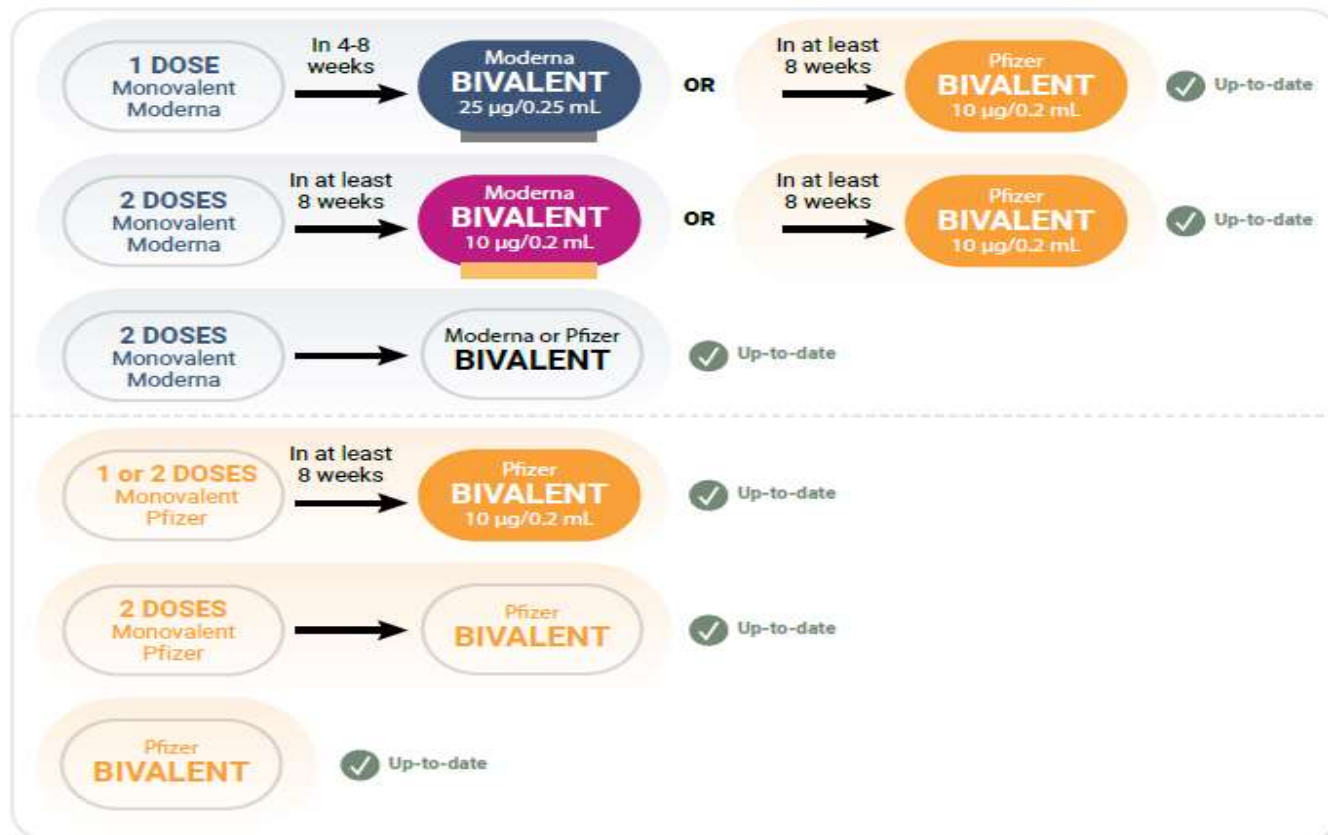 1 DOSE
Monovalent
Moderna
In 4-8
weeks
Moderna
BIVALENT
25 µg/0.25 mL
OR
In at least
8 weeks
Pfizer
BIVALENT
10 µg/0.2 mL
Up-to-date
2 DOSES
Monovalent
Moderna
In at least
8 weeks
Moderna
BIVALENT
10 µg/0.2 mL
OR
In at least
8 weeks
Pfizer
BIVALENT
10 µg/0.2 mL
Up-to-date
2 DOSES
Monovalent
Moderna
Moderna or Pfizer
BIVALENT
Up-to-date
1 or 2 DOSES
Monovalent
Pfizer
In at least
8 weeks
Pfizer
BIVALENT
10 µg/0.2 mL
Up-to-date
2 DOSES
Monovalent
Pfizer
Pfizer
BIVALENT
Up-to-date
Pfizer
BIVALENT
Up-to-date